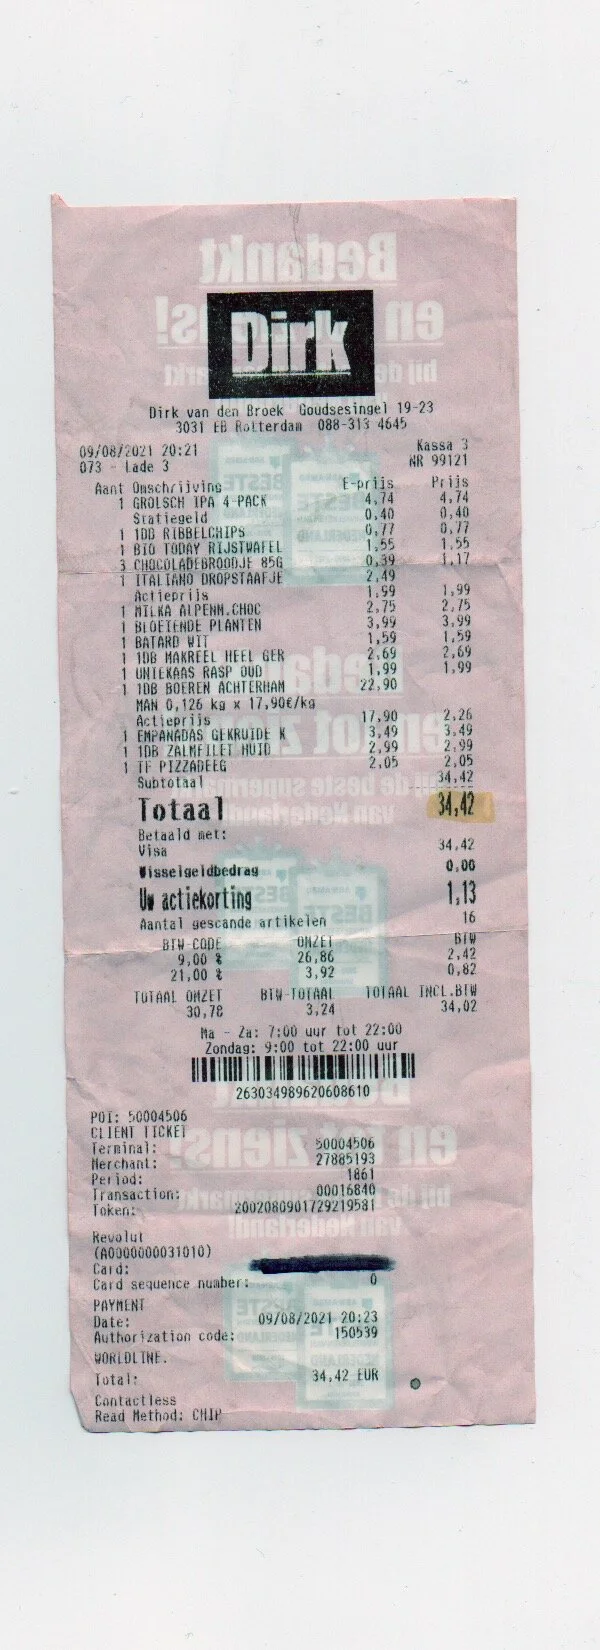 Dirk
Dirk van den Broek Goudsesingel 19-23
3031 EB Rotterdam 088-313 4645
09/08/2021 20:21 Kassa 3
073 - Lade 3 NR 99121
Aant Omschrijving E-prijs Prijs
1 GROLSCH IPA 4-PACK 4,74 4,74
Statiegeld 0,40 0,40
1 1DB RIBBELCHIPS 0,77 0,77
1 BIO TODAY RIJSTWAFEL 1,55 1,55
3 CHOCOLADEBROODJE 85G 0,39 1,17
1 ITALIANO DROPSTAAFJE 2,49
Actieprijs 1,99 1,99
1 MILKA ALPENM.CHOC 2,75 2,75
1 BLOEIENDE PLANTEN 3,99 3,99
1 BATARD WIT 1,59 1,59
1 1DB MAKREEL HEEL GER 2,69 2,69
1 UNIEKAAS RASP OUD 1,99 1,99
1 1DB BOEREN ACHTERHAM 22,90
MAN 0,126 kg x 17,90€/kg
Actieprijs 17,90 2,26
1 EMPANADAS GEKRUIDE K 3,49 3,49
1 1DB ZALMFILET HUID 2,99 2,99
1 TF PIZZADEEG 2,05 2,05
Subtotaal 34,42
Totaal 34,42
Betaald met:
Visa 34,42
Wisselgeldbedrag 0,00
Uw actiekorting 1,13
Aantal gescande artikelen 16
BTW-CODE OMZET BTW
9,00 % 26,86 2,42
21,00 % 3,92 0,82
TOTAAL OMZET BTW-TOTAAL TOTAAL INCL.BTW
30,78 3,24 34,02
Ma - Za: 7:00 uur tot 22:00
Zondag: 9:00 tot 22:00 uur
263034989620608610
POI: 50004506
CLIENT TICKET
Terminal: 50004506
Merchant: 27885193
Period: 1861
Transaction: 00016840
Token: 2002080901729219581
Revolut
(A0000000031010)
Card:
Card sequence number: 0
PAYMENT
Date: 09/08/2021 20:23
Authorization code: 150539
WORLDLINE.
Total: 34,42 EUR
Contactless
Read Method: CHIP